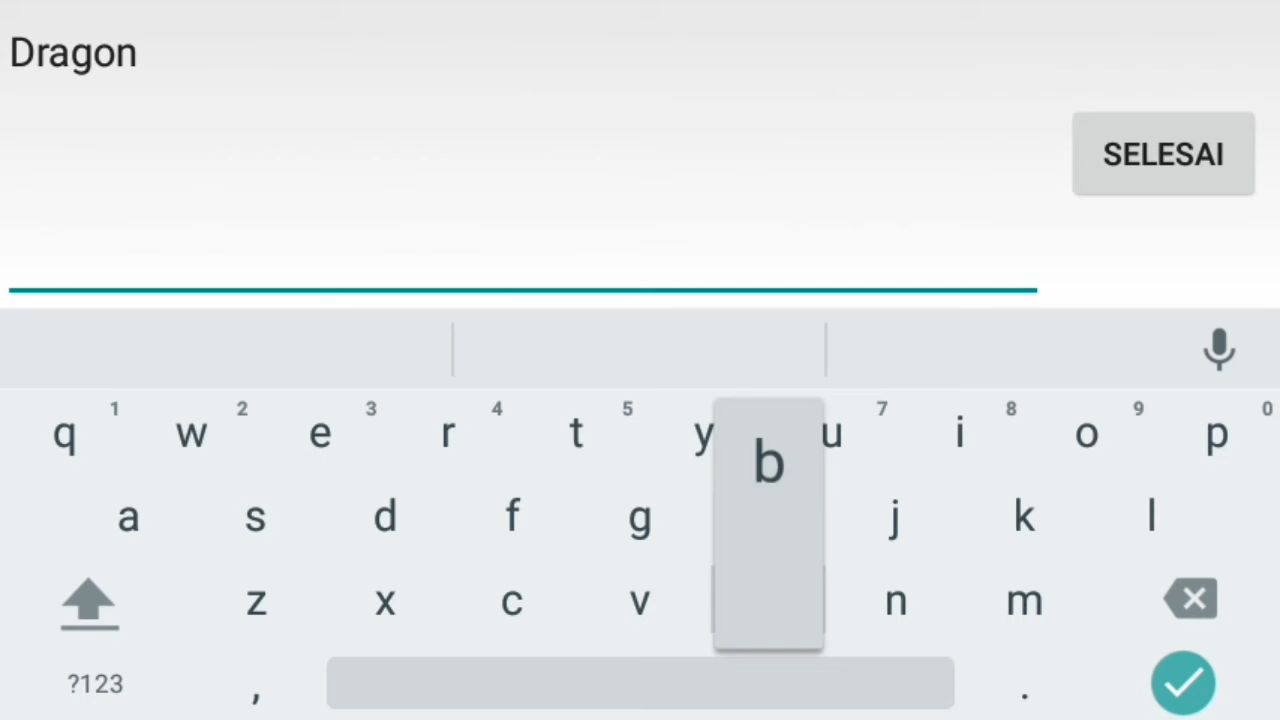 Dragon
SELESAI
1 2 3 4 5 7 8 9 0
q w e r t y u i o p
b
a s d f g j k l
z x c v n m
?123 , .